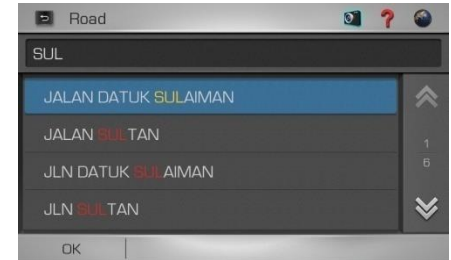 Road
?
SUL
JALAN DATUK SULAIMAN
JALAN SULTAN
1
6
JLN DATUK SULAIMAN
JLN SULTAN
OK